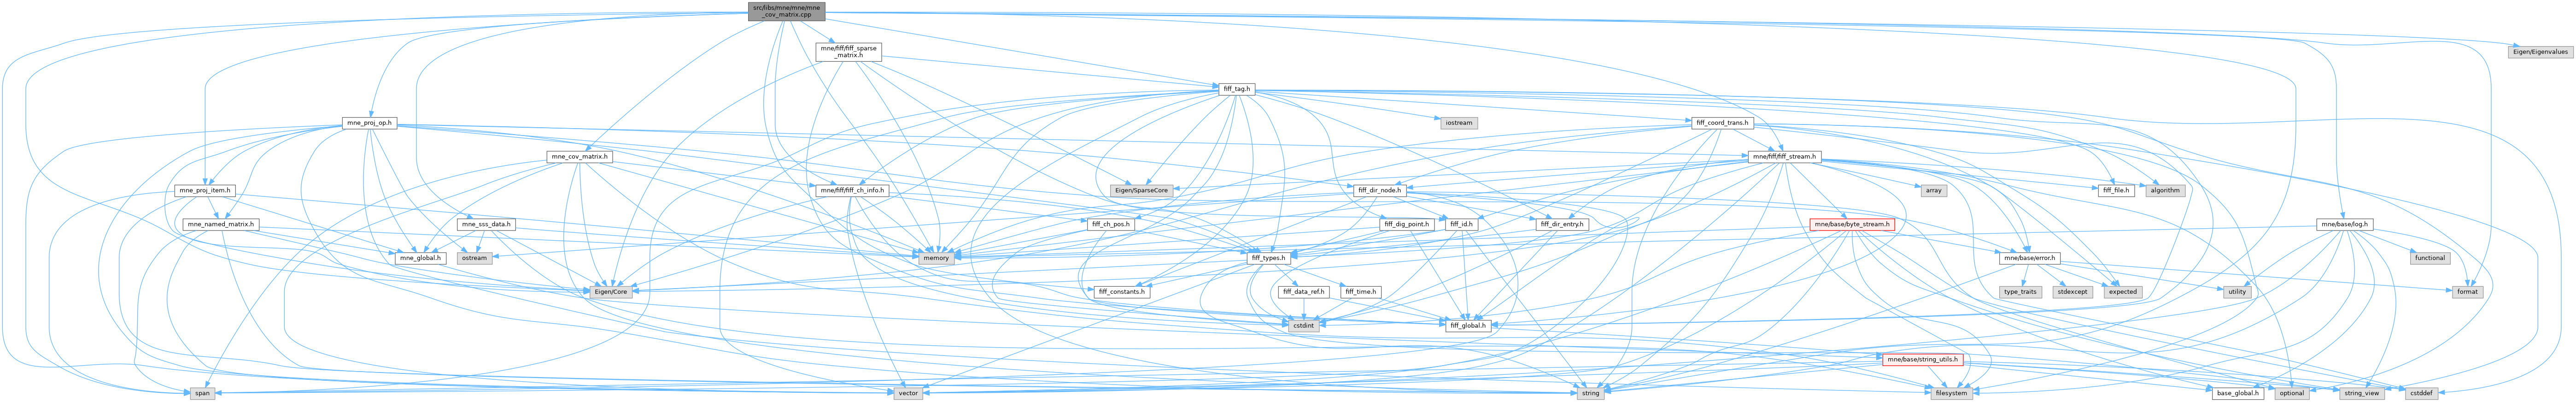 src/libs/mne/mne/mne
_cov_matrix.cpp
mne/fiff/fiff_sparse
_matrix.h
Eigen/Eigenvalues
fiff_tag.h
mne_proj_op.h
iostream
fiff_coord_trans.h
mne_cov_matrix.h
mne/fiff/fiff_stream.h
mne_proj_item.h
mne/fiff/fiff_ch_info.h
Eigen/SparseCore
fiff_dir_node.h
array
fiff_file.h
algorithm
mne_named_matrix.h
mne_sss_data.h
fiff_ch_pos.h
fiff_dig_point.h
fiff_id.h
fiff_dir_entry.h
mne/base/byte_stream.h
mne/base/log.h
mne_global.h
ostream
memory
fiff_types.h
mne/base/error.h
functional
Eigen/Core
fiff_constants.h
fiff_data_ref.h
fiff_time.h
type_traits
stdexcept
expected
utility
format
cstdint
fiff_global.h
mne/base/string_utils.h
span
vector
string
filesystem
base_global.h
optional
string_view
cstddef